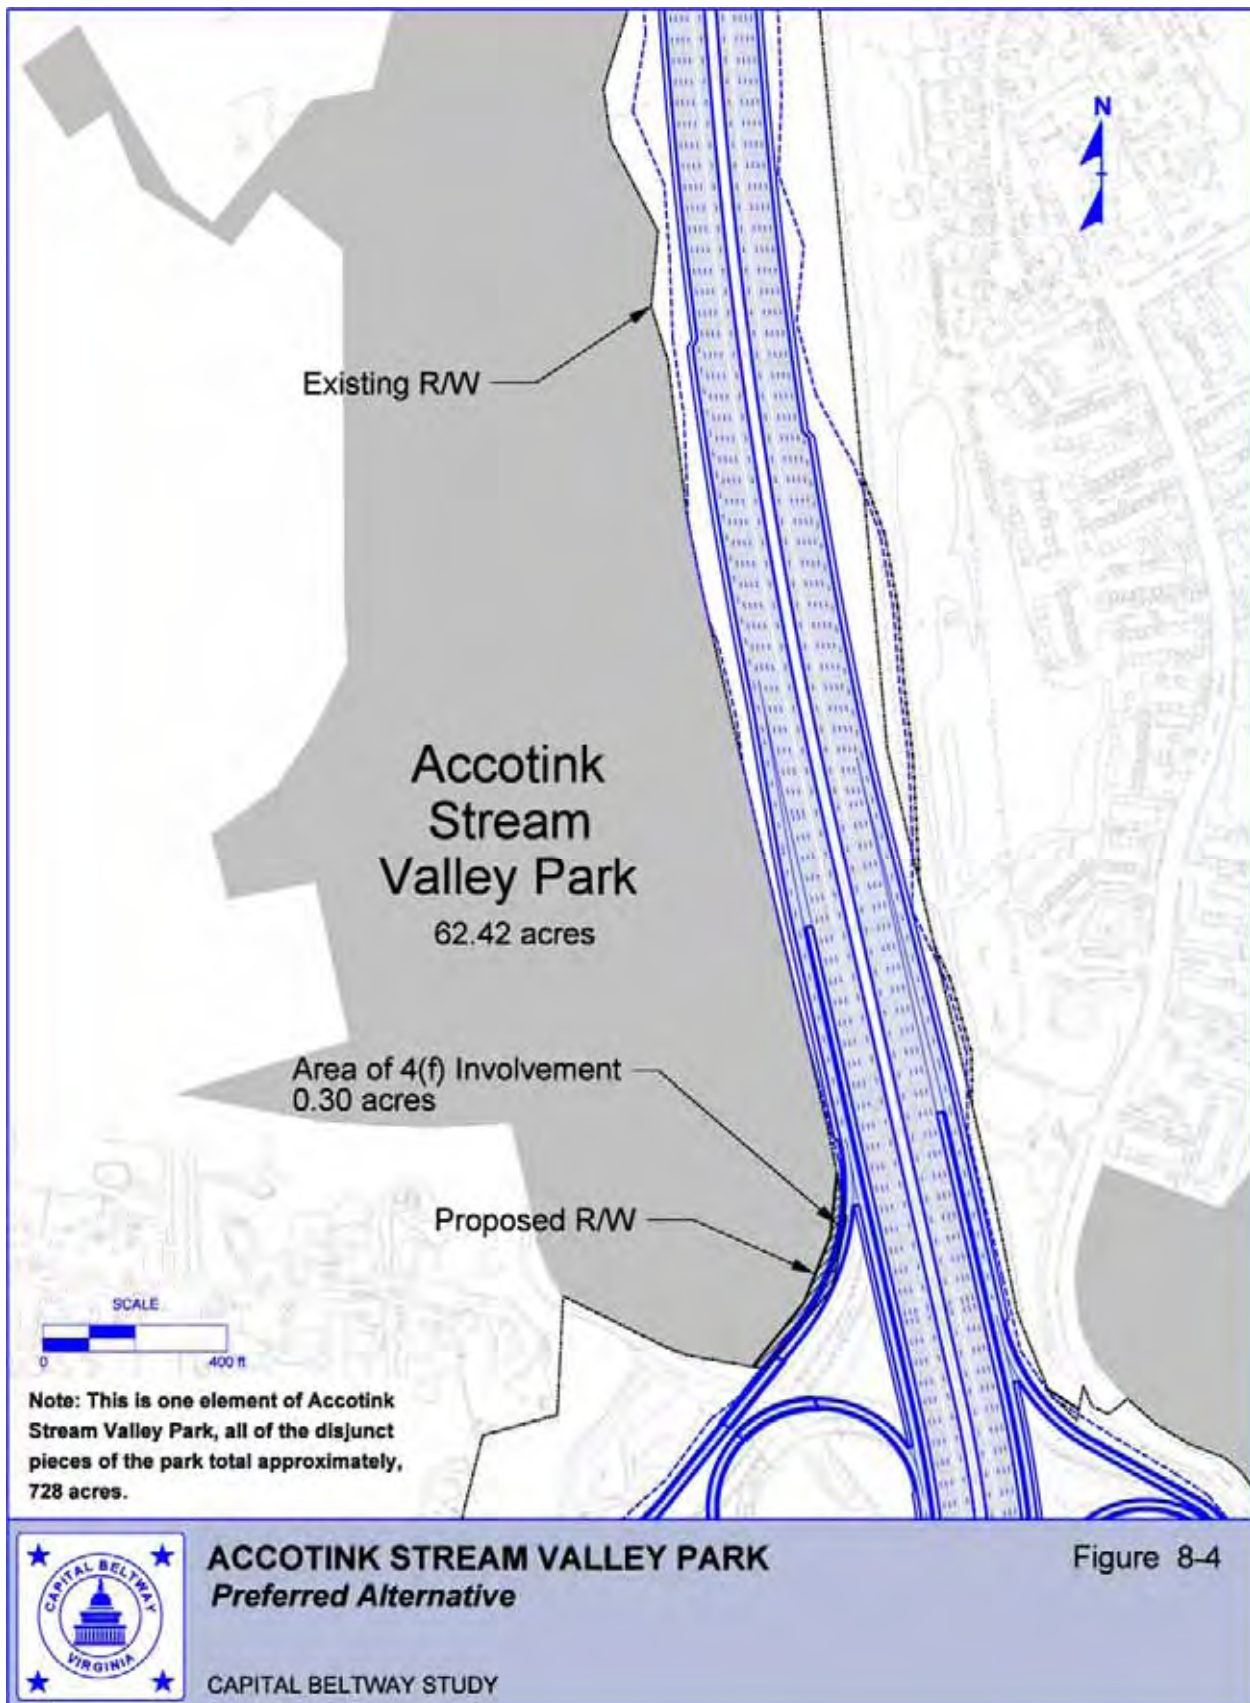 N
Existing R/W
Accotink
Stream
Valley Park
62.42 acres
Area of 4(f) Involvement
0.30 acres
Proposed R/W
SCALE
0 400 ft
Note: This is one element of Accotink
Stream Valley Park, all of the disjunct
pieces of the park total approximately,
728 acres.
CAPITAL BELTWAY
VIRGINIA
ACCOTINK STREAM VALLEY PARK
Figure 8-4
Preferred Alternative
CAPITAL BELTWAY STUDY